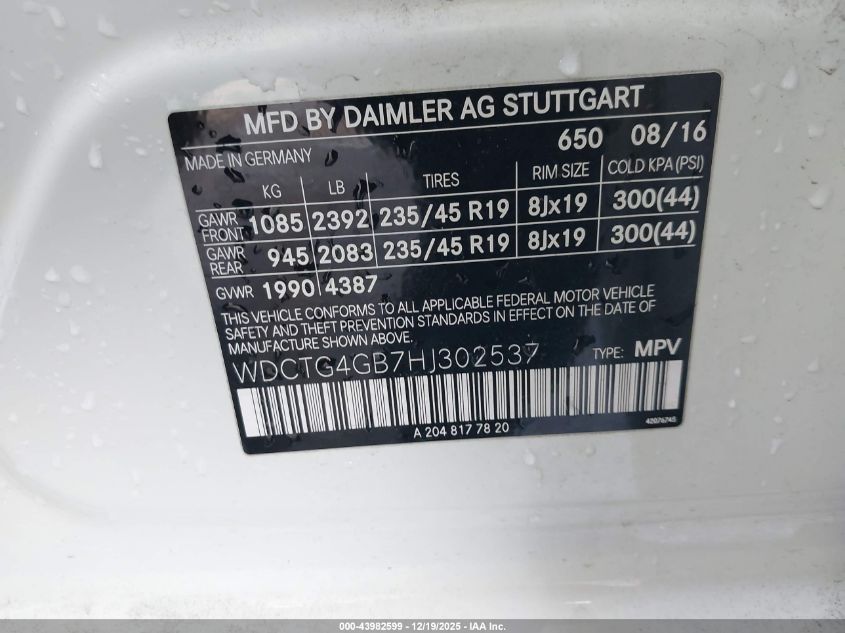 MFD BY DAIMLER AG STUTTGART
650 08/16
MADE IN GERMANY
KG LB TIRES RIM SIZE COLD KPA (PSI)
GAWR FRONT 1085 2392 235/45 R19 8Jx19 300(44)
GAWR REAR 945 2083 235/45 R19 8Jx19 300(44)
GVWR 1990 4387
THIS VEHICLE CONFORMS TO ALL APPLICABLE FEDERAL MOTOR VEHICLE
SAFETY AND THEFT PREVENTION STANDARDS IN EFFECT ON THE DATE OF
MANUFACTURE SHOWN ABOVE.
WDCTG4GB7HJ302537 TYPE: MPV
A 204 817 78 20 42076745
000-43982599 - 12/19/2025 - IAA Inc.